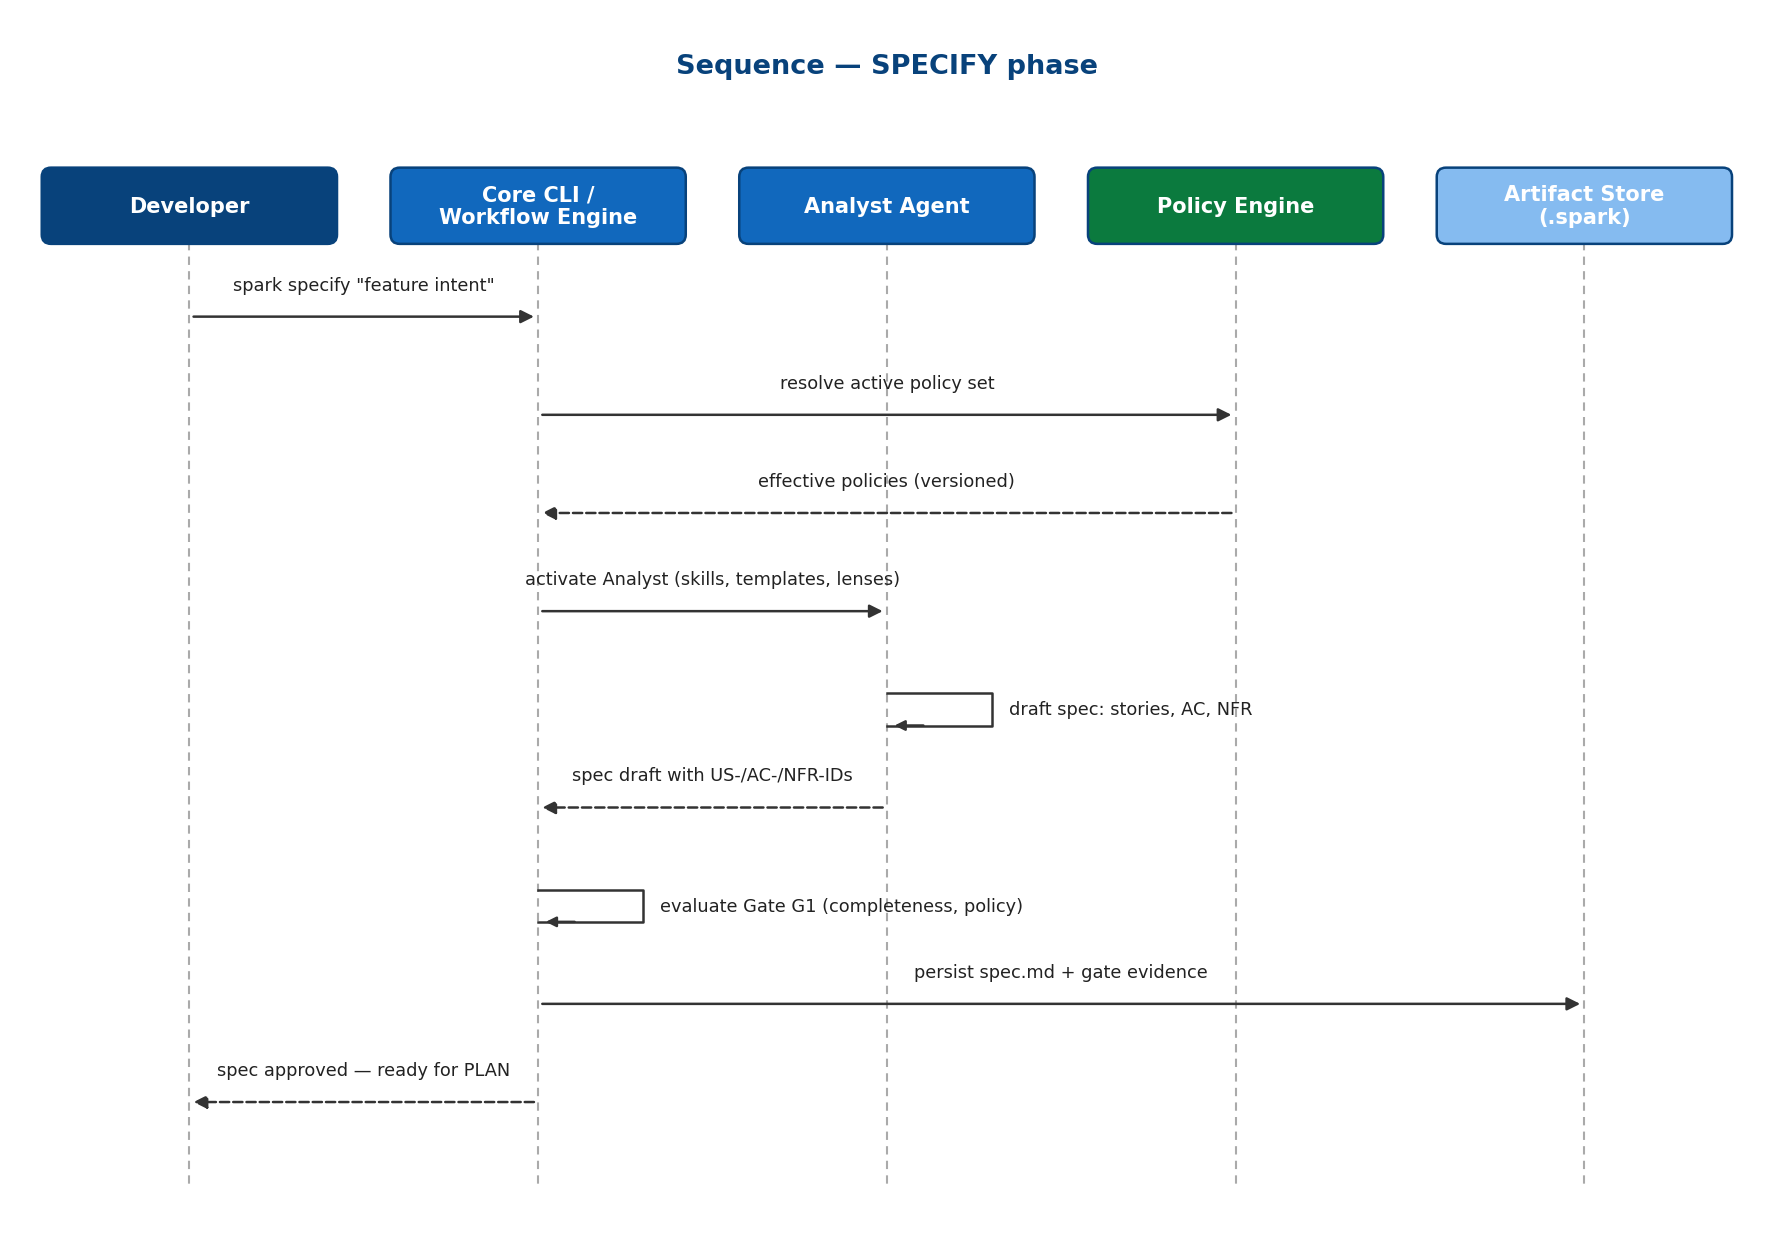 Sequence — SPECIFY phase
Developer
Core CLI /
Workflow Engine
Analyst Agent
Policy Engine
Artifact Store
(.spark)
spark specify "feature intent"
resolve active policy set
effective policies (versioned)
activate Analyst (skills, templates, lenses)
draft spec: stories, AC, NFR
spec draft with US-/AC-/NFR-IDs
evaluate Gate G1 (completeness, policy)
persist spec.md + gate evidence
spec approved — ready for PLAN